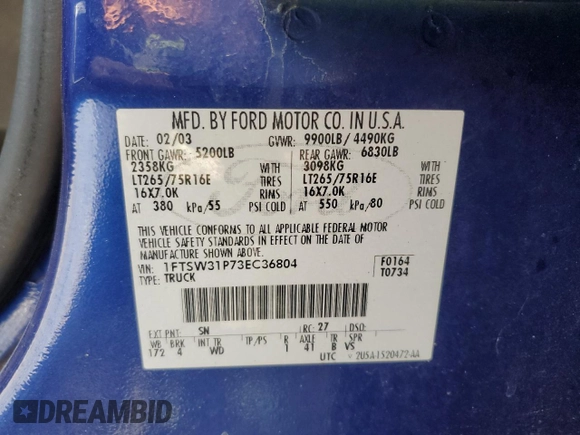 MFD. BY FORD MOTOR CO. IN U.S.A.
DATE: 02/03 GVWR: 9900LB/ 4490KG
FRONT GAWR: 5200LB REAR GAWR: 6830LB
2358KG WITH 3098KG WITH
LT265/75R16E TIRES LT265/75R16E TIRES
16X7.0K RIMS 16X7.0K RIMS
AT 380 kPa/55 PSI COLD AT 550 kPa/80 PSI COLD
THIS VEHICLE CONFORMS TO ALL APPLICABLE FEDERAL MOTOR
VEHICLE SAFETY STANDARDS IN EFFECT ON THE DATE OF
MANUFACTURE SHOWN ABOVE.
VIN: 1FTSW31P73EC36804 F0164
TYPE: TRUCK T0734
EXT PNT: SN RC: 27 DSO:
WB BRK INT TR TP/PS R AXLE TR SPR
172 4 WD 1 41 B VS
UTC V 2U5A-1520472-AA
Ford
DREAMBID